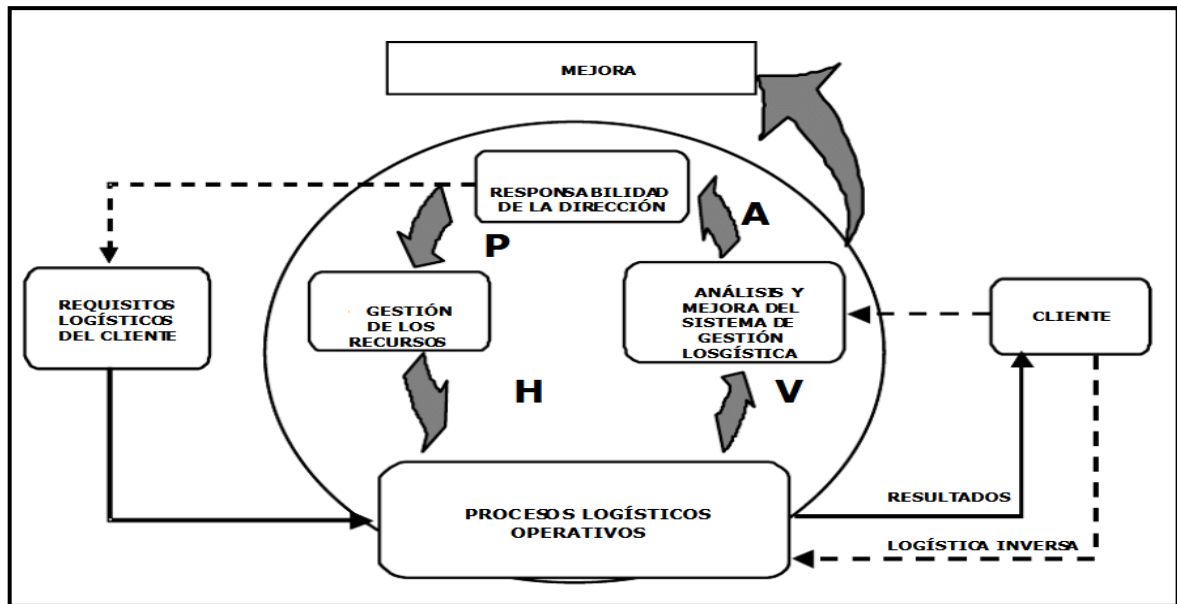 MEJORA
RESPONSABILIDAD
DE LA DIRECCIÓN
A
P
REQUISITOS
LOGÍSTICOS
DEL CLIENTE
GESTIÓN
DE LOS
RECURSOS
ANÁLISIS Y
MEJORA DEL
SISTEMA DE
GESTIÓN
LOSGÍSTICA
CLIENTE
H
V
PROCESOS LOGÍSTICOS
OPERATIVOS
RESULTADOS
LOGÍSTICA INVERSA